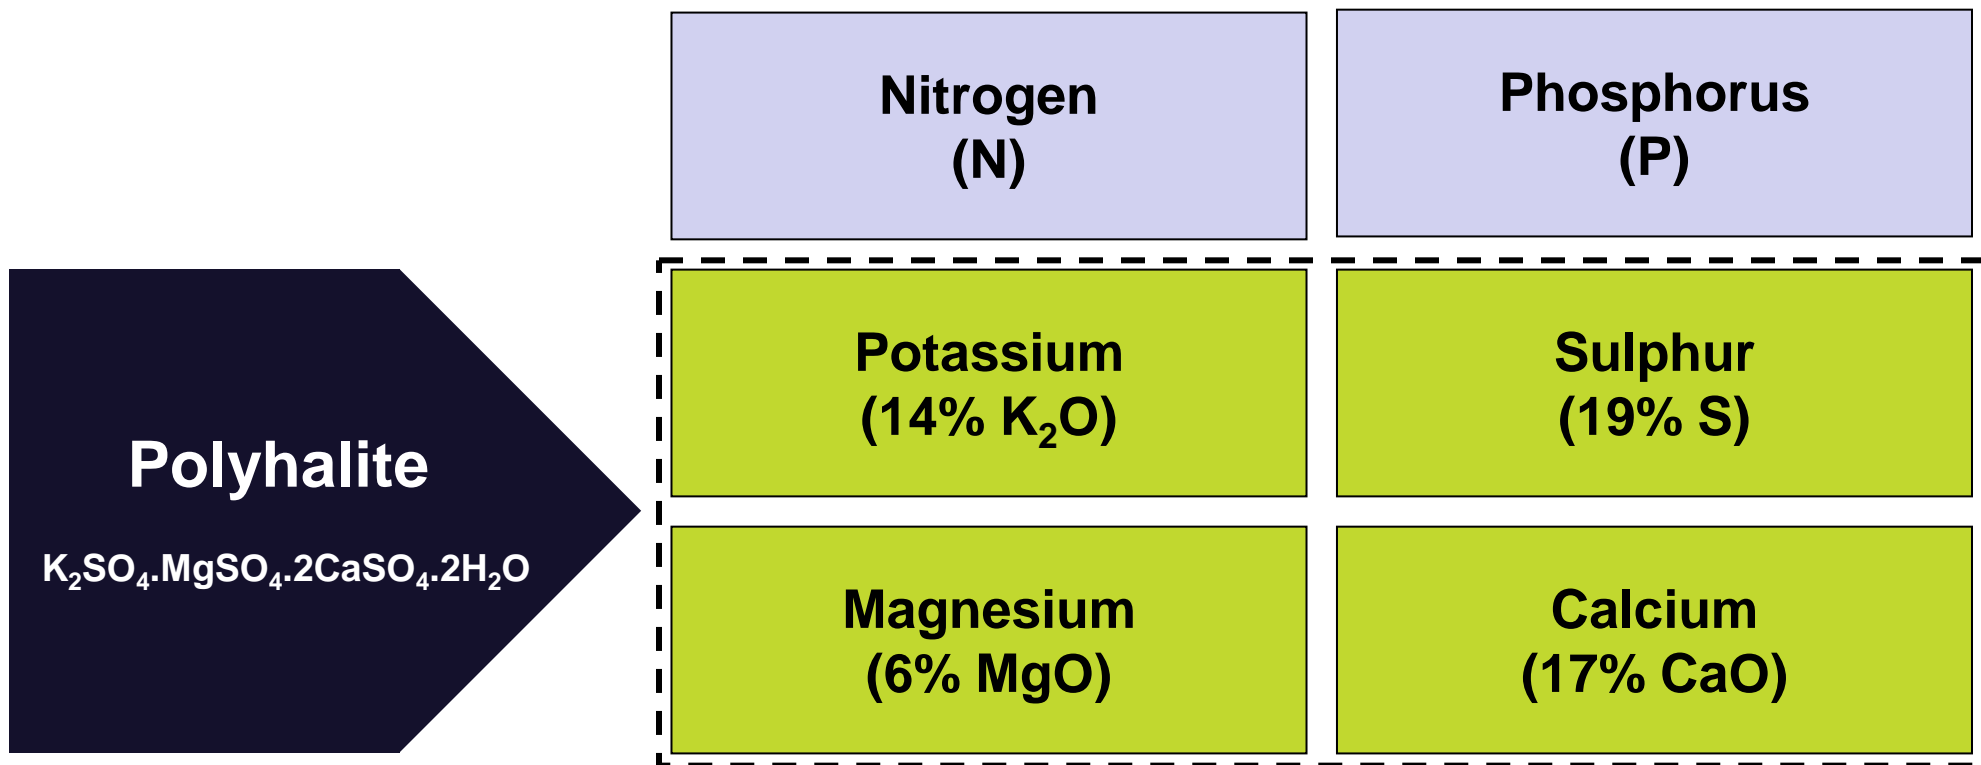 Nitrogen
(N)
Phosphorus
(P)
Polyhalite
K₂SO₄.MgSO₄.2CaSO₄.2H₂O
Potassium
(14% K₂O)
Sulphur
(19% S)
Magnesium
(6% MgO)
Calcium
(17% CaO)